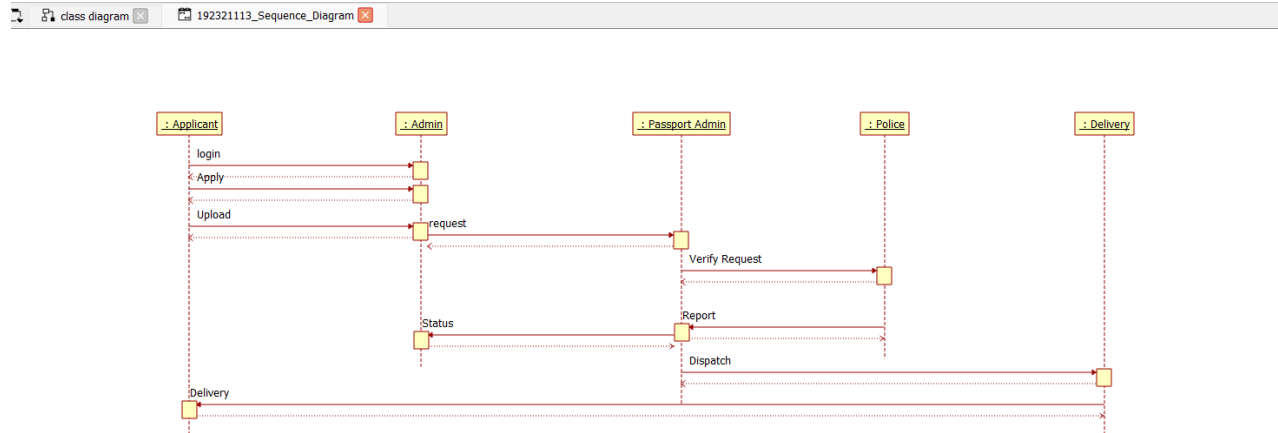 class diagram
192321113_Sequence_Diagram
: Applicant
: Admin
: Passport Admin
: Police
: Delivery
login
Apply
Upload
request
Verify Request
Report
Status
Dispatch
Delivery